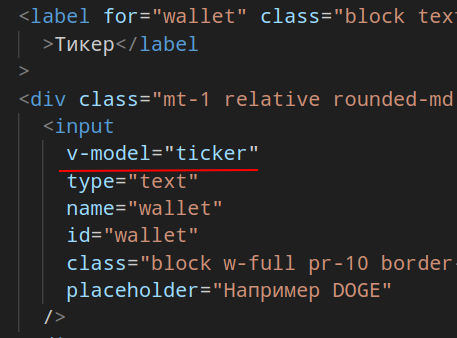 <label for="wallet" class="block tex
>Тикер</label
>
<div class="mt-1 relative rounded-md
<input
v-model="ticker"
type="text"
name="wallet"
id="wallet"
class="block w-full pr-10 border-
placeholder="Например DOGE"
/>